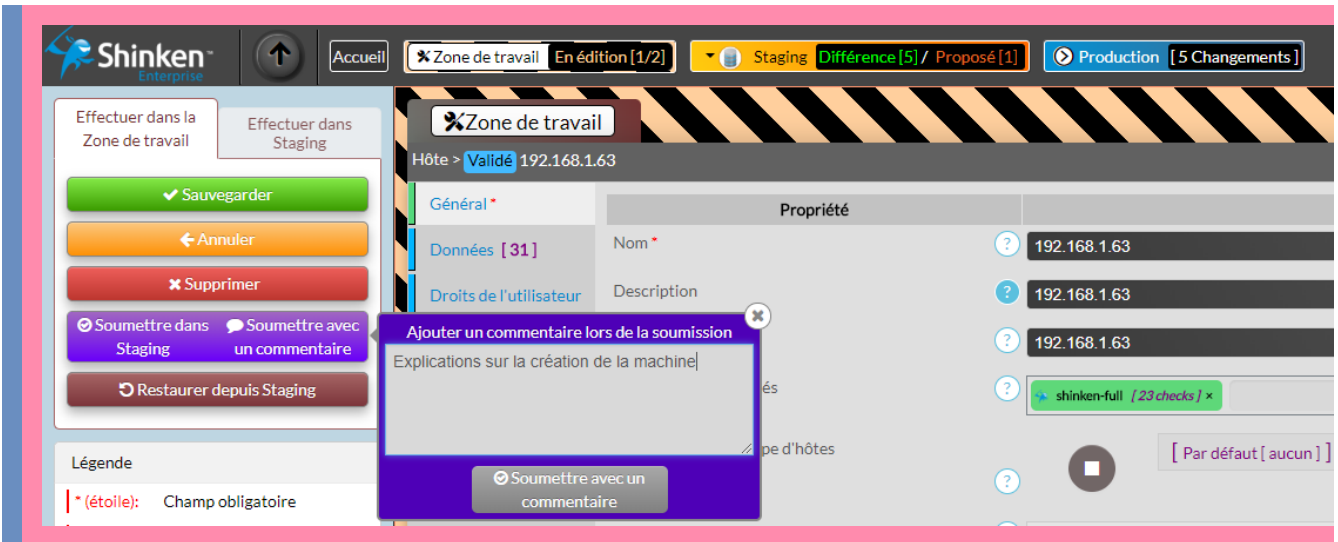 Shinken™
Enterprise
Accueil
Zone de travail En édition [1/2]
Staging Différence [5] / Proposé [1]
Production [ 5 Changements ]
Effectuer dans la
Zone de travail
Effectuer dans
Staging
Sauvegarder
Annuler
Supprimer
Soumettre dans
Staging
Soumettre avec
un commentaire
Restaurer depuis Staging
Légende
* (étoile): Champ obligatoire
Zone de travail
Hôte > Validé 192.168.1.63
Général *
Données [ 31 ]
Droits de l'utilisateur
Propriété
Nom * ? 192.168.1.63
Description ? 192.168.1.63
? 192.168.1.63
és ? shinken-full [ 23 checks ] ×
pe d'hôtes
? [ Par défaut [ aucun ] ]
Ajouter un commentaire lors de la soumission
Explications sur la création de la machine
Soumettre avec un
commentaire